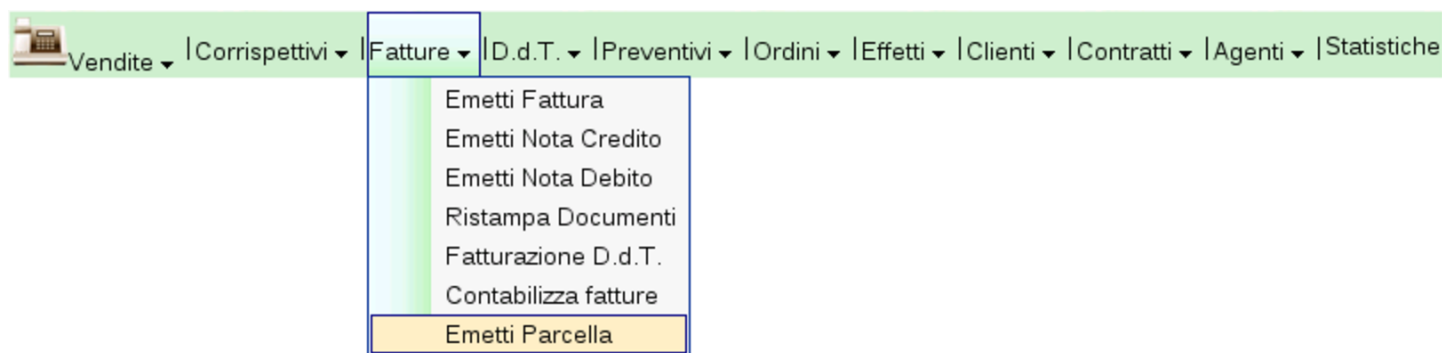 Vendite |Corrispettivi |Fatture |D.d.T. |Preventivi |Ordini |Effetti |Clienti |Contratti |Agenti |Statistiche
Emetti Fattura
Emetti Nota Credito
Emetti Nota Debito
Ristampa Documenti
Fatturazione D.d.T.
Contabilizza fatture
Emetti Parcella